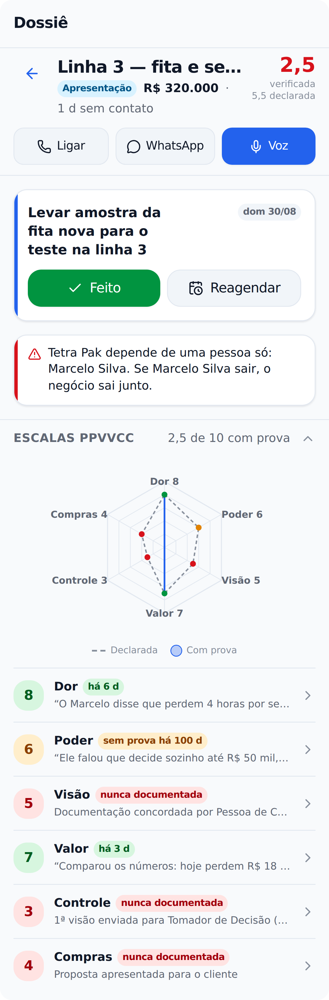 Dossiê
Linha 3 — fita e se...
2,5
Apresentação R$ 320.000 ·
verificada
5,5 declarada
1 d sem contato
Ligar
WhatsApp
Voz
Levar amostra da
fita nova para o
teste na linha 3
dom 30/08
Feito
Reagendar
Tetra Pak depende de uma pessoa só:
Marcelo Silva. Se Marcelo Silva sair, o
negócio sai junto.
ESCALAS PPVVCC
2,5 de 10 com prova
Dor 8
Compras 4
Poder 6
Controle 3
Visão 5
Valor 7
Declarada
Com prova
8
Dor há 6 d
“O Marcelo disse que perdem 4 horas por se...
6
Poder sem prova há 100 d
“Ele falou que decide sozinho até R$ 50 mil,...
5
Visão nunca documentada
Documentação concordada por Pessoa de C...
7
Valor há 3 d
“Comparou os números: hoje perdem R$ 18 ...
3
Controle nunca documentada
1ª visão enviada para Tomador de Decisão (...
4
Compras nunca documentada
Proposta apresentada para o cliente